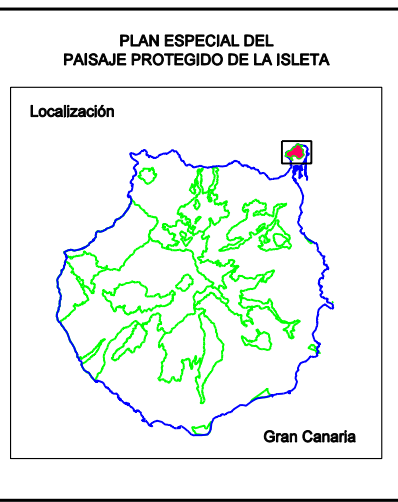 PLAN ESPECIAL DEL
PAISAJE PROTEGIDO DE LA ISLETA
Localización
Gran Canaria